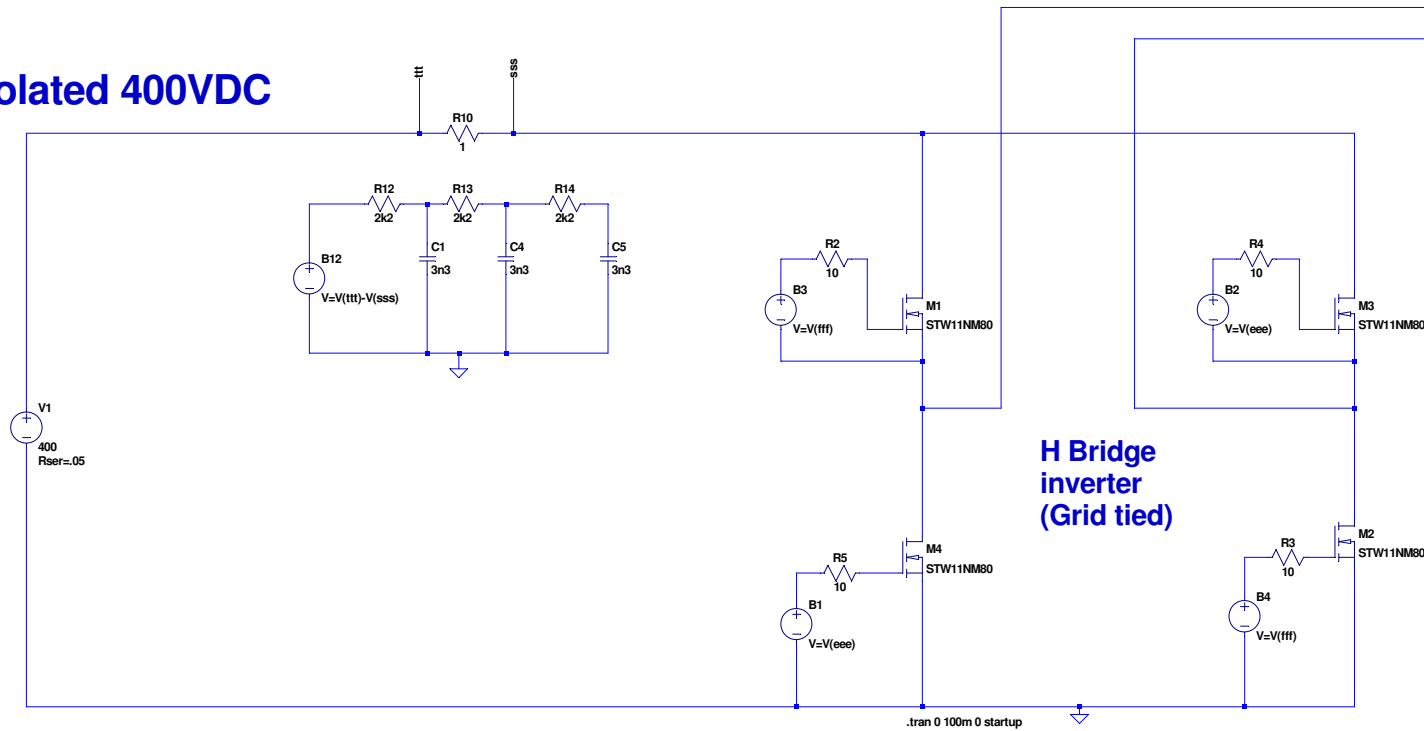 olated 400VDC
ttt
sss
R10
1
R12
2k2
R13
2k2
R14
2k2
C1
3n3
C4
3n3
C5
3n3
B12
V=V(ttt)-V(sss)
V1
400
Rser=.05
R2
10
B3
V=V(fff)
M1
STW11NM80
R4
10
B2
V=V(eee)
M3
STW11NM80
H Bridge
inverter
(Grid tied)
R5
10
B1
V=V(eee)
M4
STW11NM80
R3
10
B4
V=V(fff)
M2
STW11NM80
.tran 0 100m 0 startup